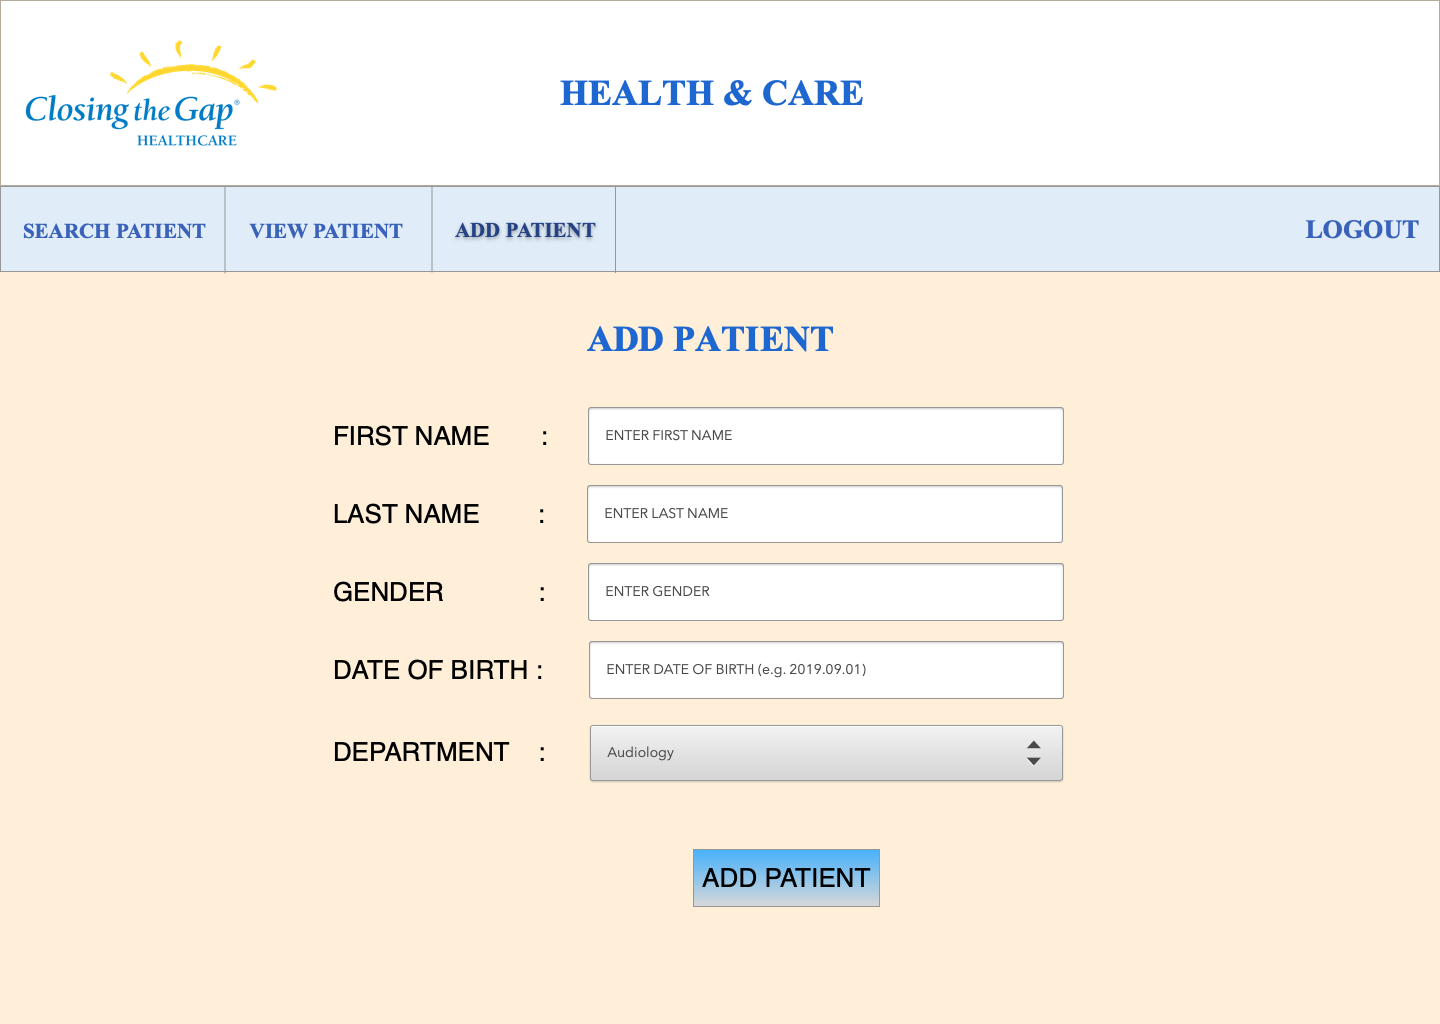 Closing the Gap®
HEALTHCARE
HEALTH & CARE
SEARCH PATIENT
VIEW PATIENT
ADD PATIENT
LOGOUT
ADD PATIENT
FIRST NAME : ENTER FIRST NAME
LAST NAME : ENTER LAST NAME
GENDER : ENTER GENDER
DATE OF BIRTH : ENTER DATE OF BIRTH (e.g. 2019.09.01)
DEPARTMENT : Audiology
ADD PATIENT